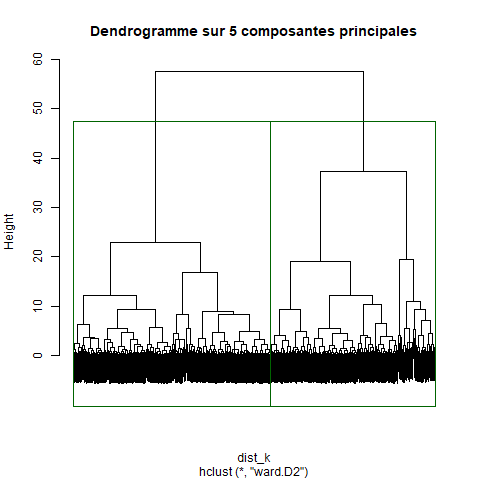 Dendrogramme sur 5 composantes principales
60
50
40
30
20
10
0
Height
dist_k
hclust (*, "ward.D2")